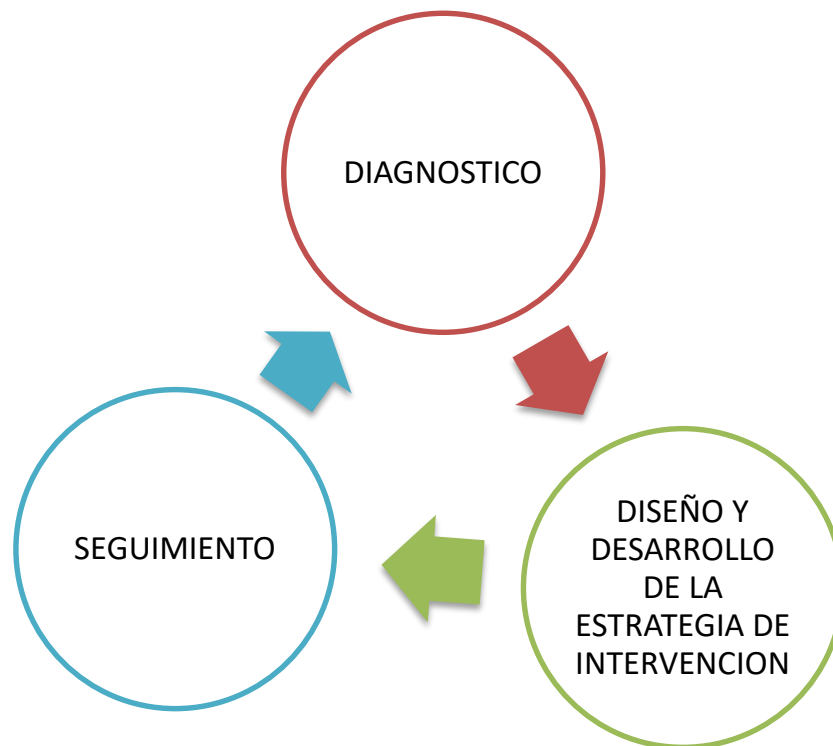 DIAGNOSTICO
DISEÑO Y
DESARROLLO
DE LA
ESTRATEGIA DE
INTERVENCION
SEGUIMIENTO